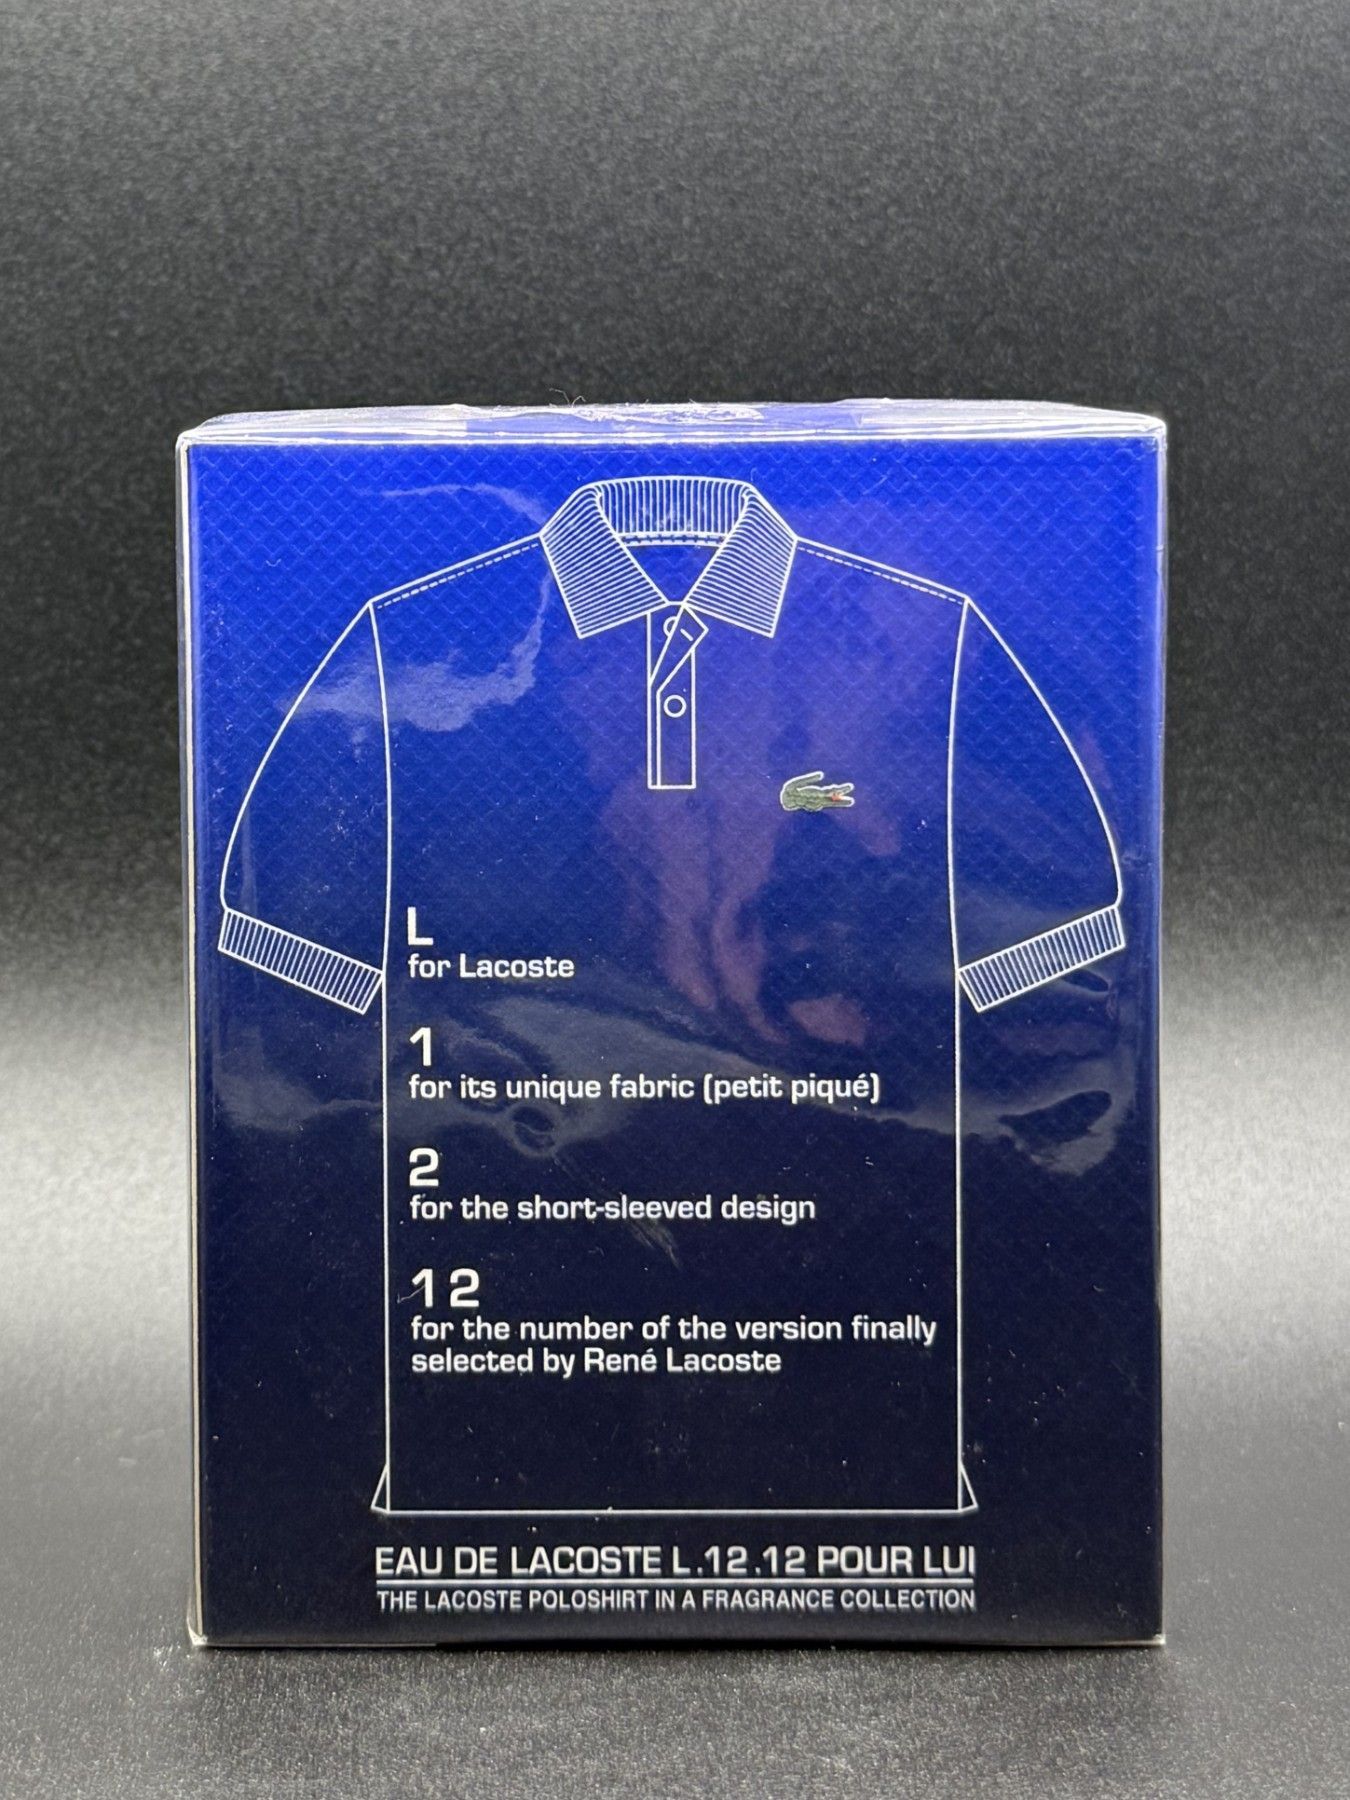 L
for Lacoste
1
for its unique fabric (petit piqué)
2
for the short-sleeved design
12
for the number of the version finally
selected by René Lacoste
EAU DE LACOSTE L.12.12 POUR LUI
THE LACOSTE POLOSHIRT IN A FRAGRANCE COLLECTION